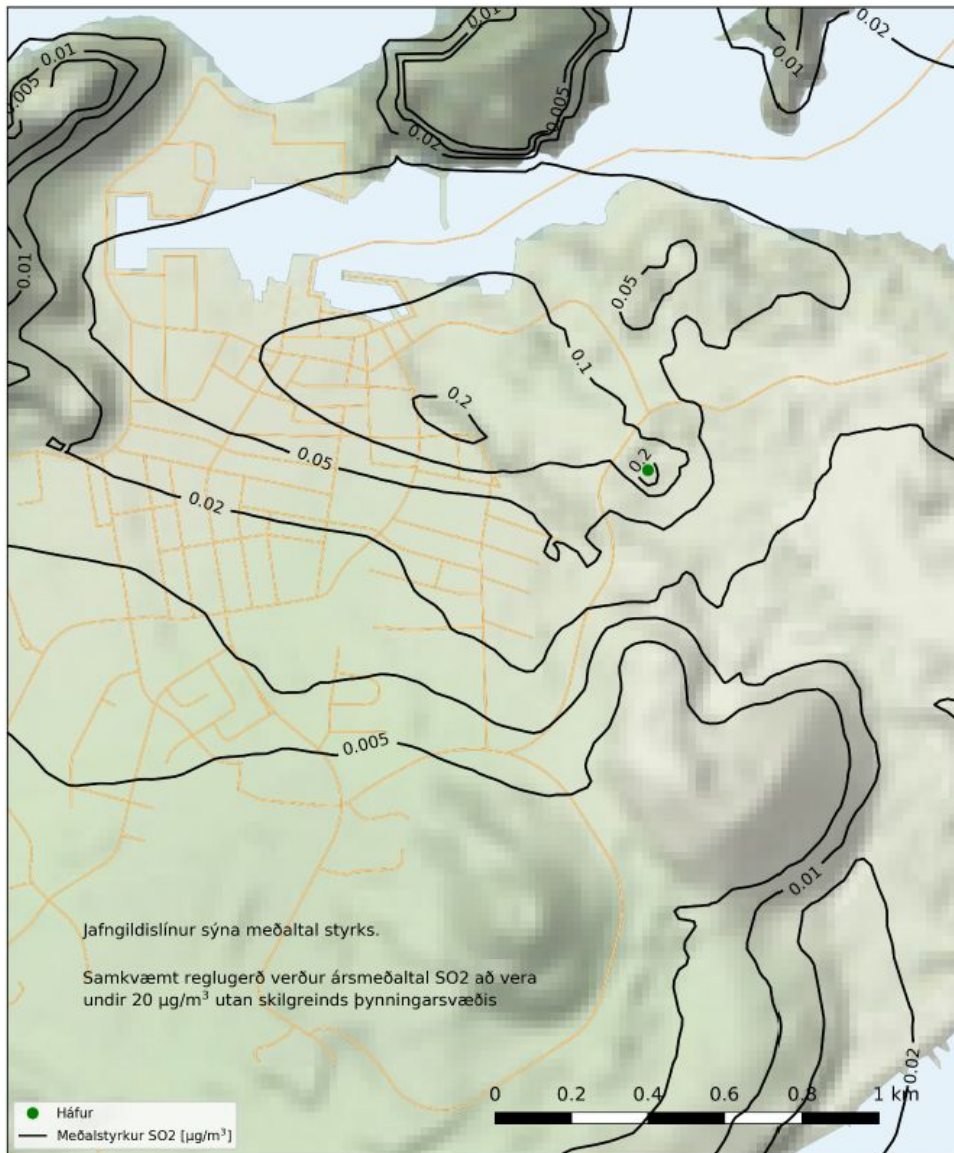 0.01
0.02
0.01
0.005
0.005
0.01
0.02
0.01
0.05
0.1
0.2
0.2
0.05
0.02
0.005
0.01
Jafngildislínur sýna meðaltal styrks.
Samkvæmt reglugerð verður ársmeðaltal SO2 að vera
undir 20 µg/m³ utan skilgreinds þynningarsvæðis
0.02
0 0.2 0.4 0.6 0.8 1 km
Háfur
Meðalstyrkur SO2 [µg/m³]